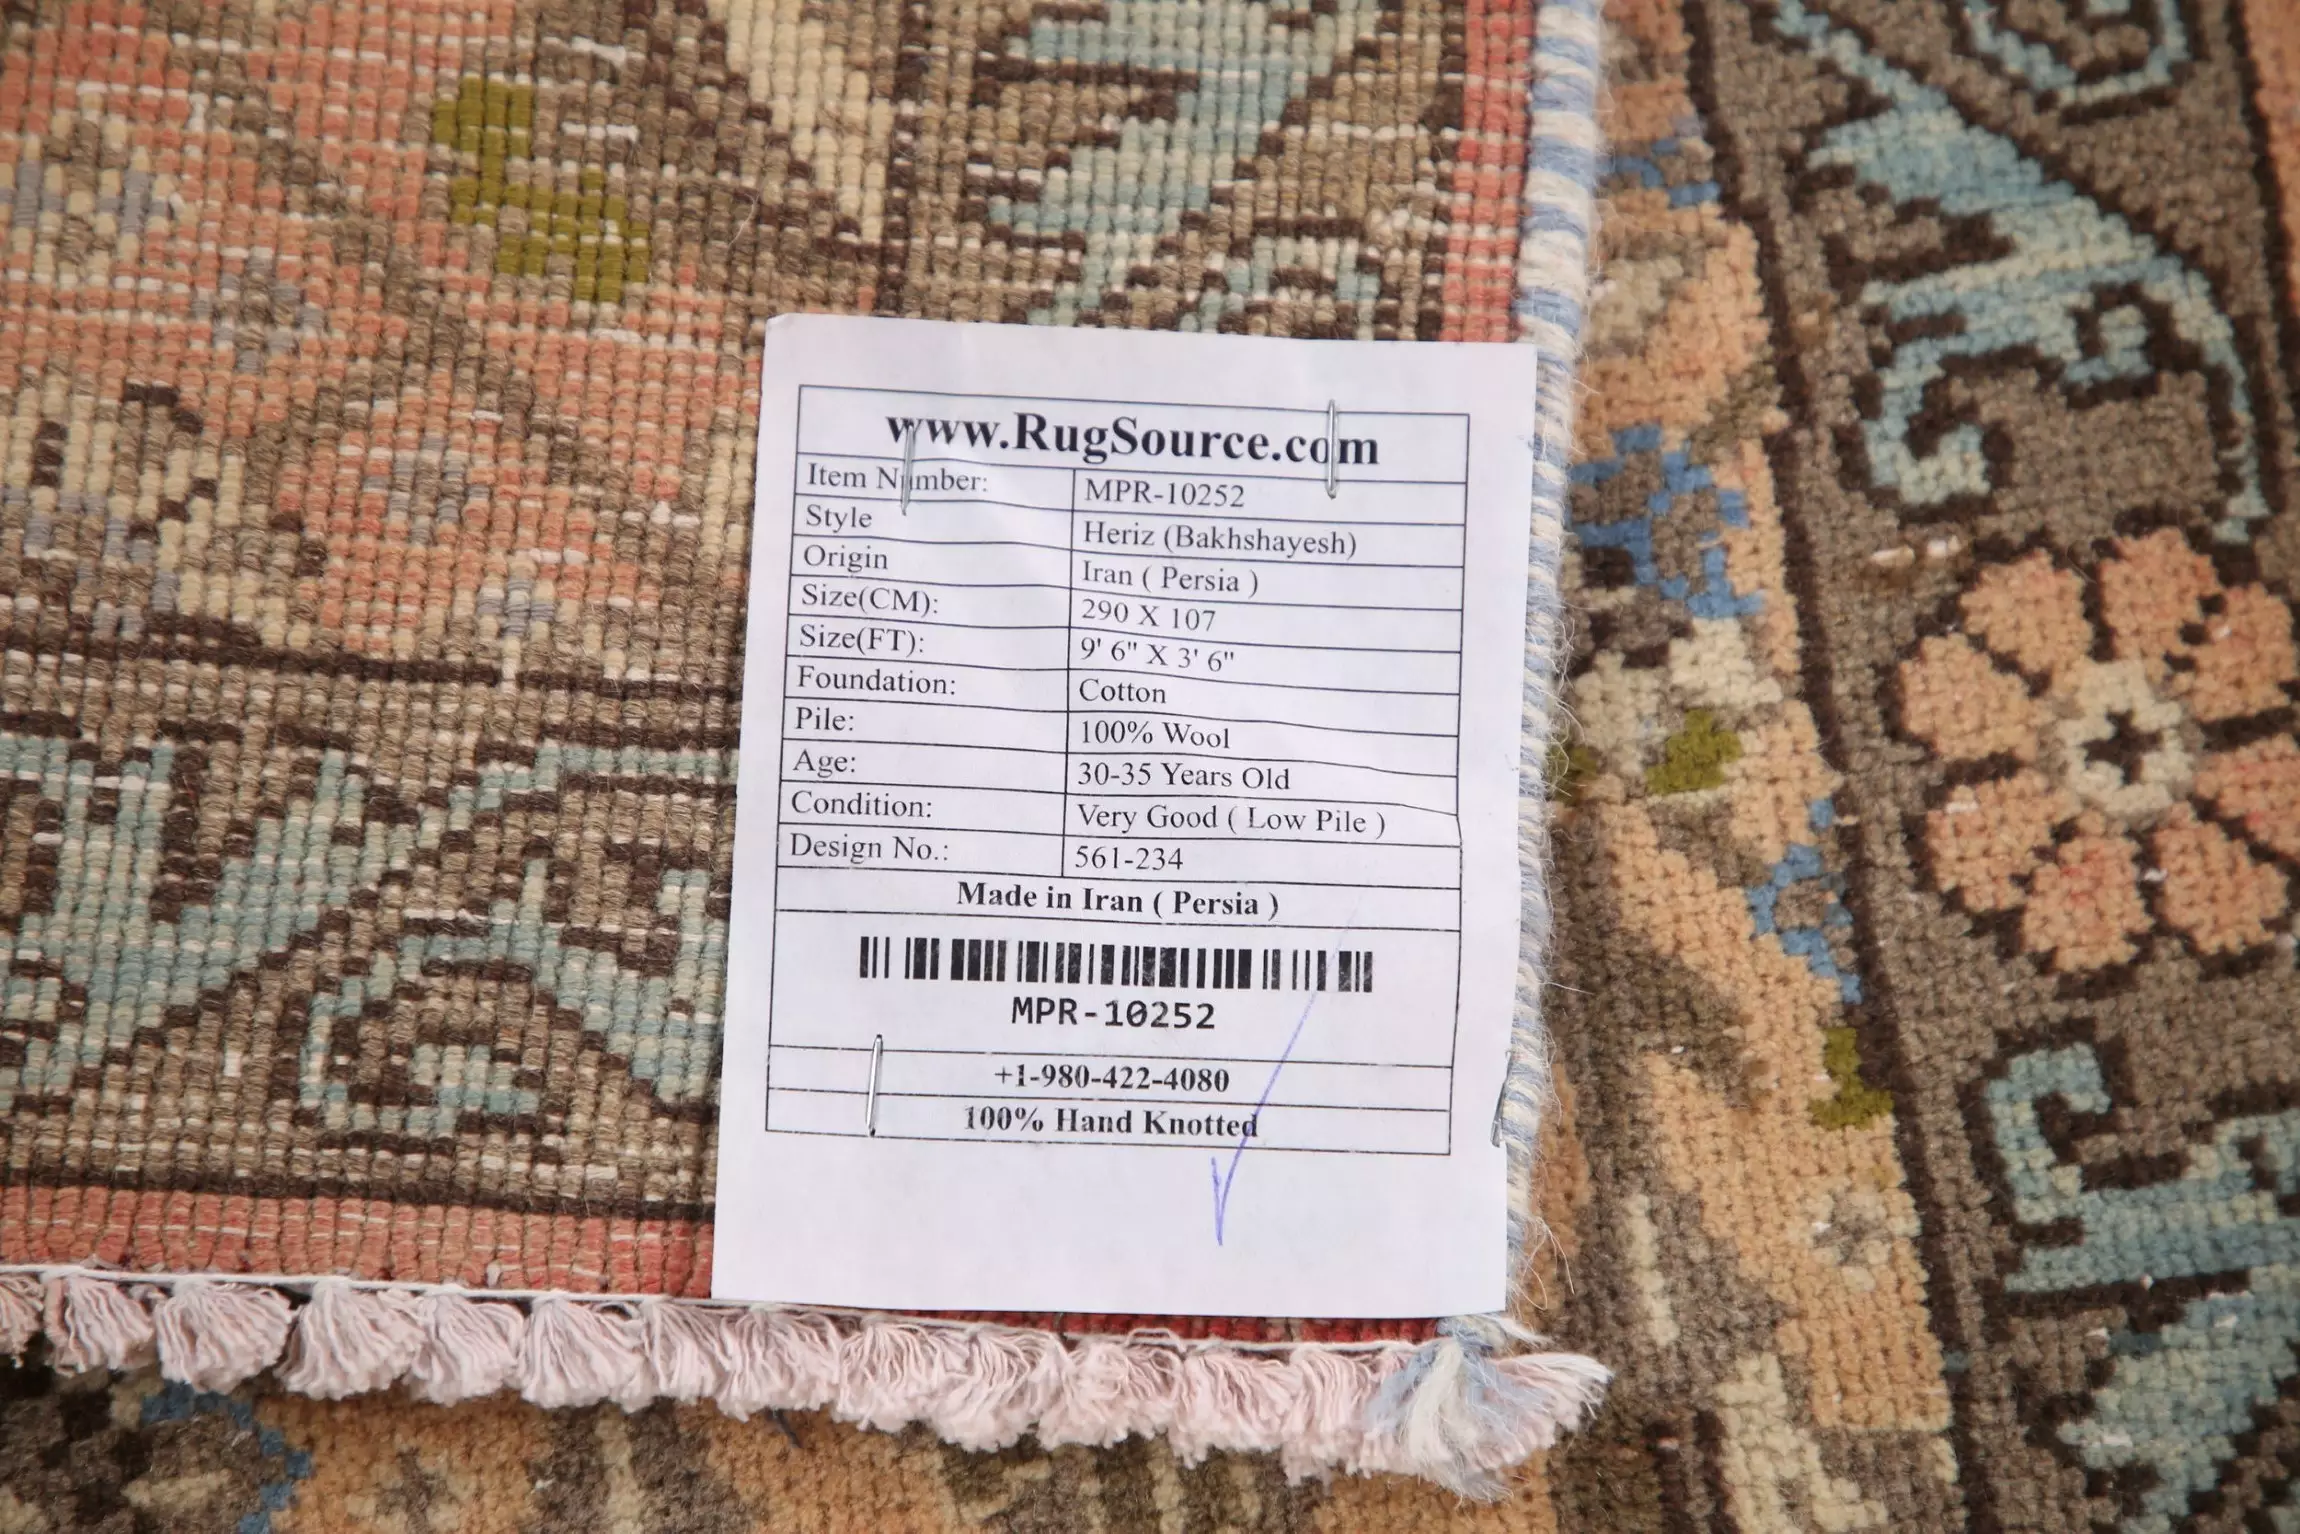 www.RugSource.com
Item Number: MPR-10252
Style Heriz (Bakhshayesh)
Origin Iran ( Persia )
Size(CM): 290 X 107
Size(FT): 9' 6" X 3' 6"
Foundation: Cotton
Pile: 100% Wool
Age: 30-35 Years Old
Condition: Very Good ( Low Pile )
Design No.: 561-234
Made in Iran ( Persia )
MPR-10252
+1-980-422-4080
100% Hand Knotted